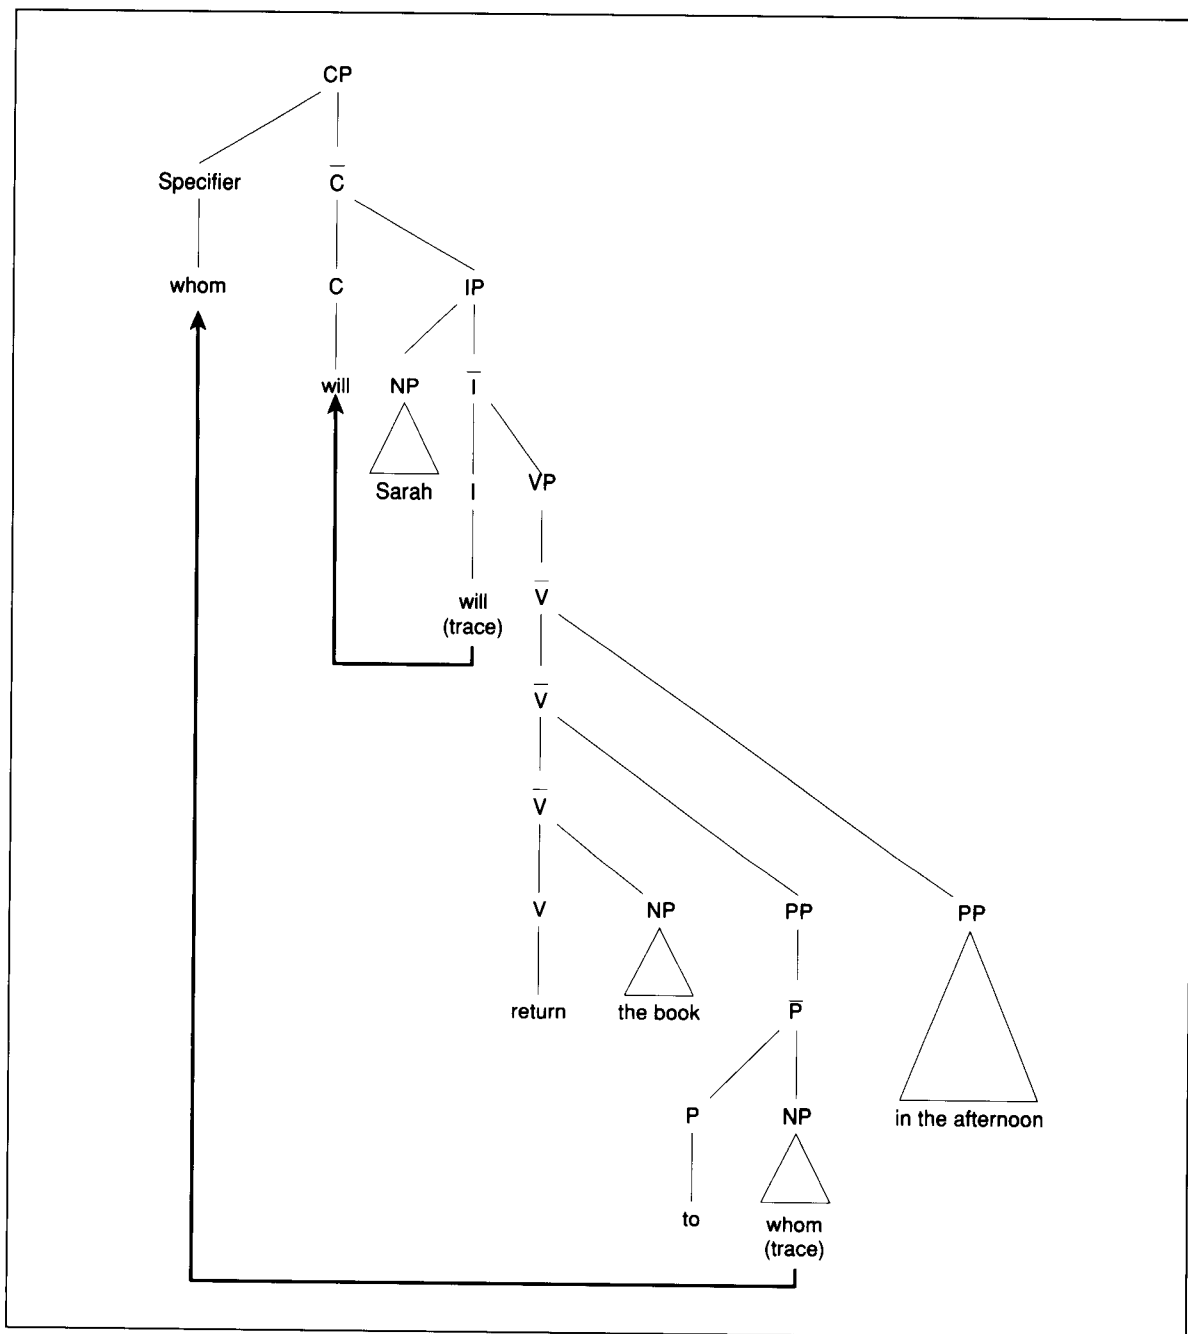 CP
Specifier C̅
whom C IP
will NP I̅
Sarah I VP
will V̅
(trace)
V̅
V̅
V NP PP PP
return the book P̅
P NP in the afternoon
to whom
(trace)